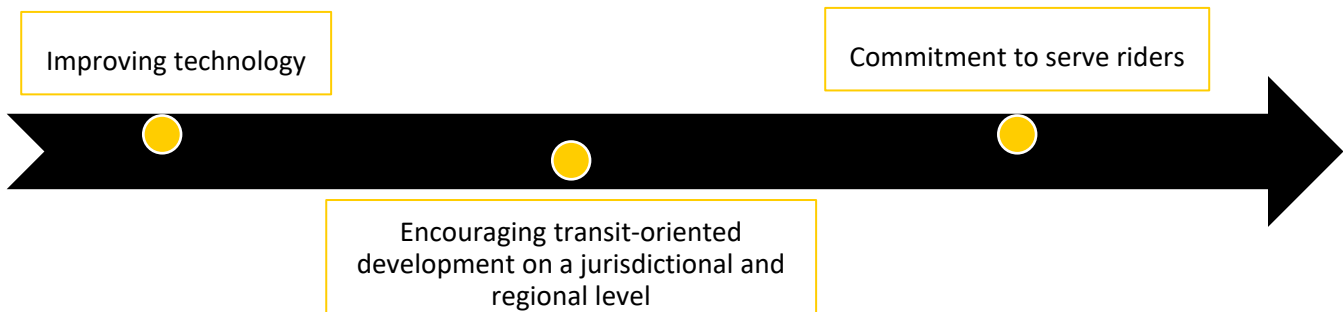 Improving technology
Commitment to serve riders
Encouraging transit-oriented
development on a jurisdictional and
regional level